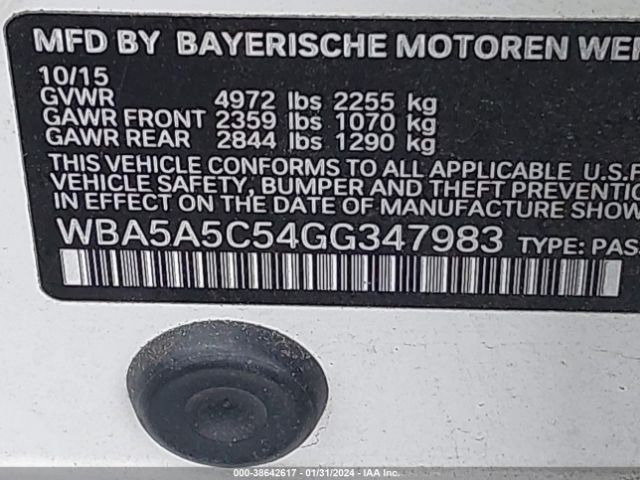 MFD BY BAYERISCHE MOTOREN
10/15
GVWR 4972 lbs 2255 kg
GAWR FRONT 2359 lbs 1070 kg
GAWR REAR 2844 lbs 1290 kg
THIS VEHICLE CONFORMS TO ALL APPLICABLE U.S.
VEHICLE SAFETY, BUMPER AND THEFT PREVENTION
IN EFFECT ON THE DATE OF MANUFACTURE SHOW
WBA5A5C54GG347983 TYPE: PAS
000-38642617 - 01/31/2024 - IAA Inc.